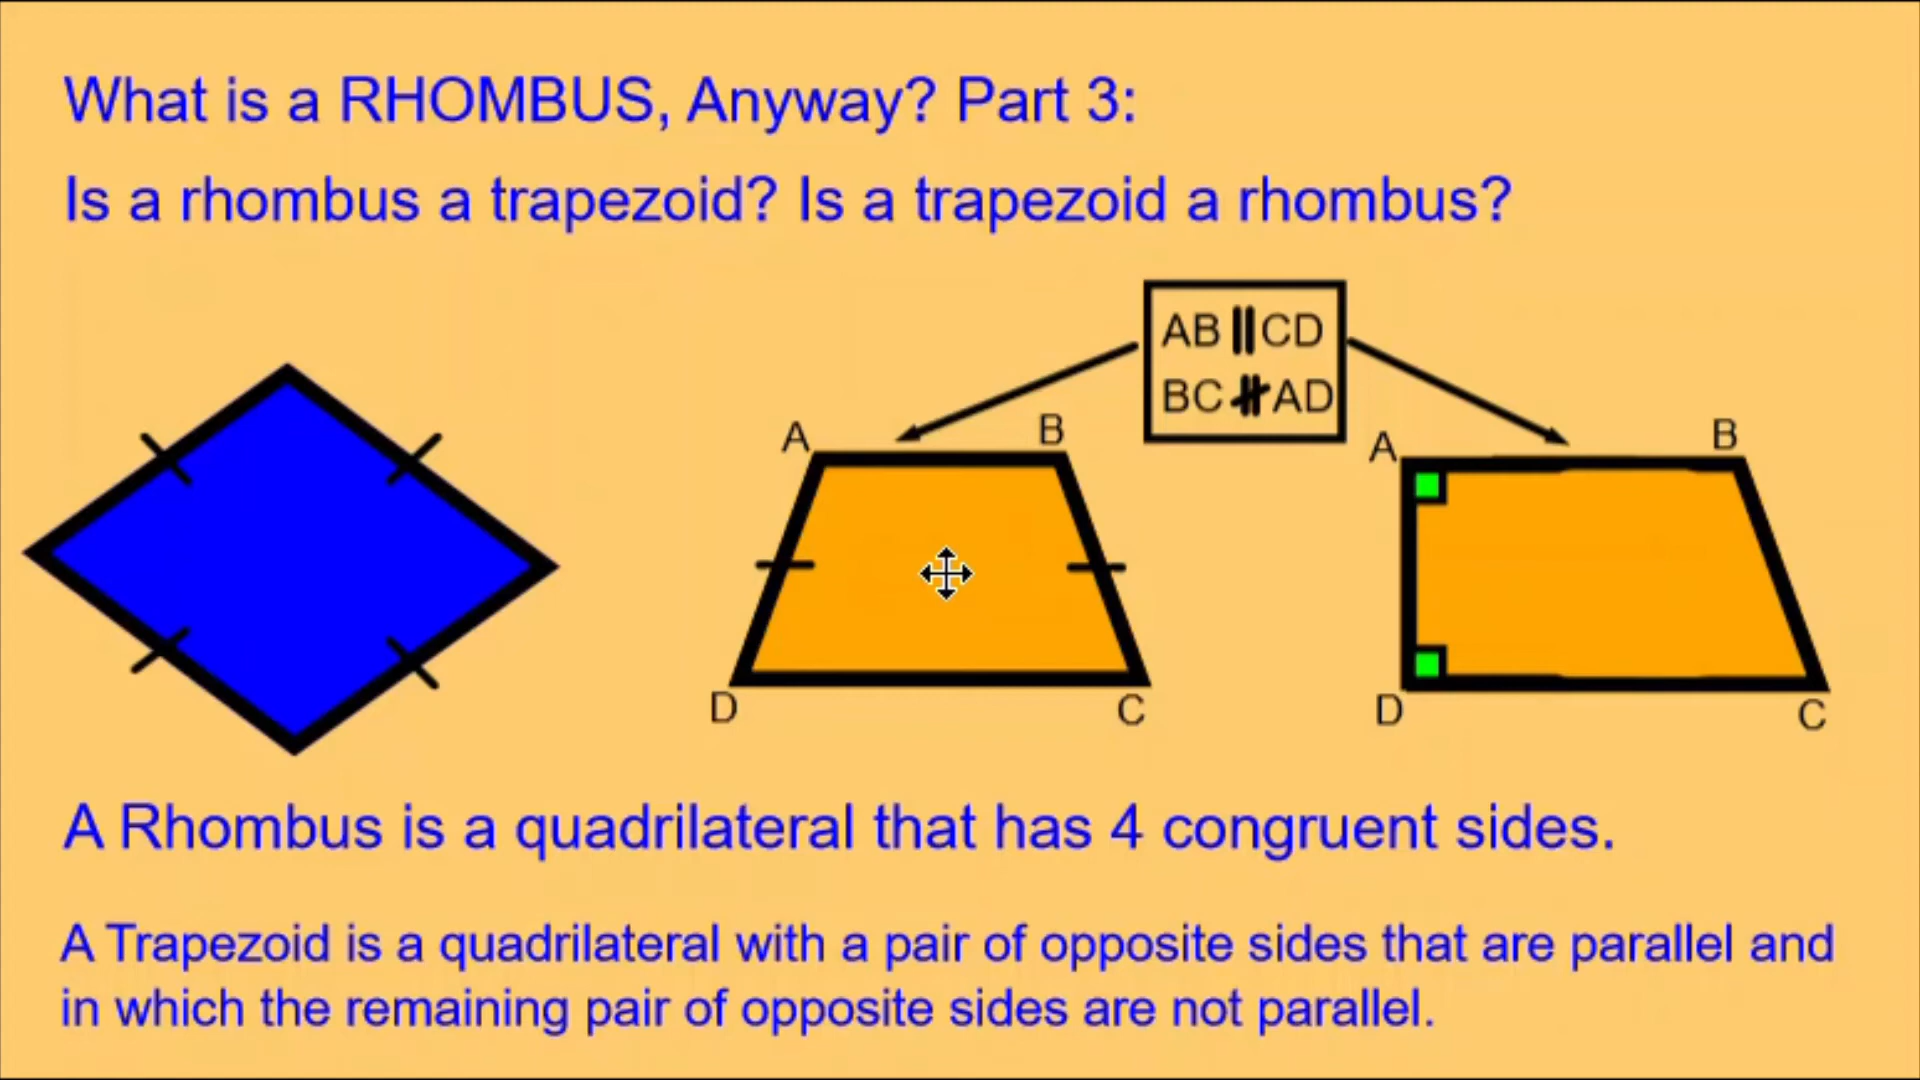 What is a RHOMBUS, Anyway? Part 3:
Is a rhombus a trapezoid? Is a trapezoid a rhombus?
AB ∥ CD
BC ∦ AD
A
B
D
C
A
B
D
C
A Rhombus is a quadrilateral that has 4 congruent sides.
A Trapezoid is a quadrilateral with a pair of opposite sides that are parallel and
in which the remaining pair of opposite sides are not parallel.